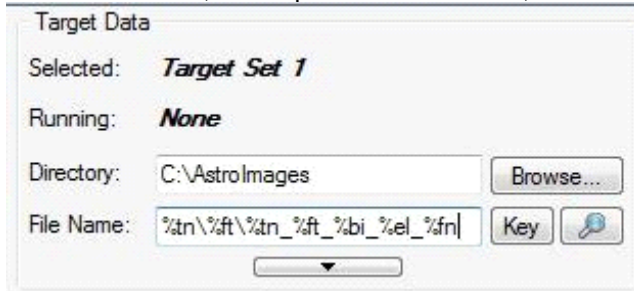 Target Data
Selected: Target Set 1
Running: None
Directory: C:\AstroImages Browse...
File Name: %tn\%ft\%tn_%ft_%bi_%el_%fn Key